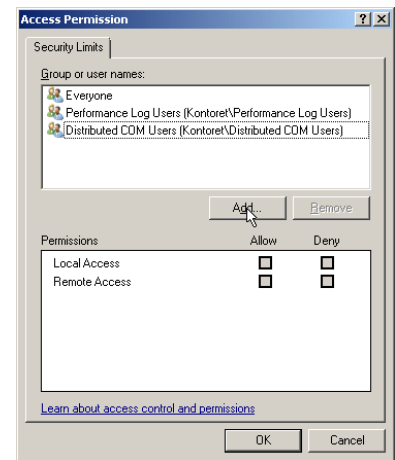 Access Permission
Security Limits
Group or user names:
Everyone
Performance Log Users (Kontoret\Performance Log Users)
Distributed COM Users (Kontoret\Distributed COM Users)
Add... Remove
Permissions Allow Deny
Local Access
Remote Access
Learn about access control and permissions
OK Cancel